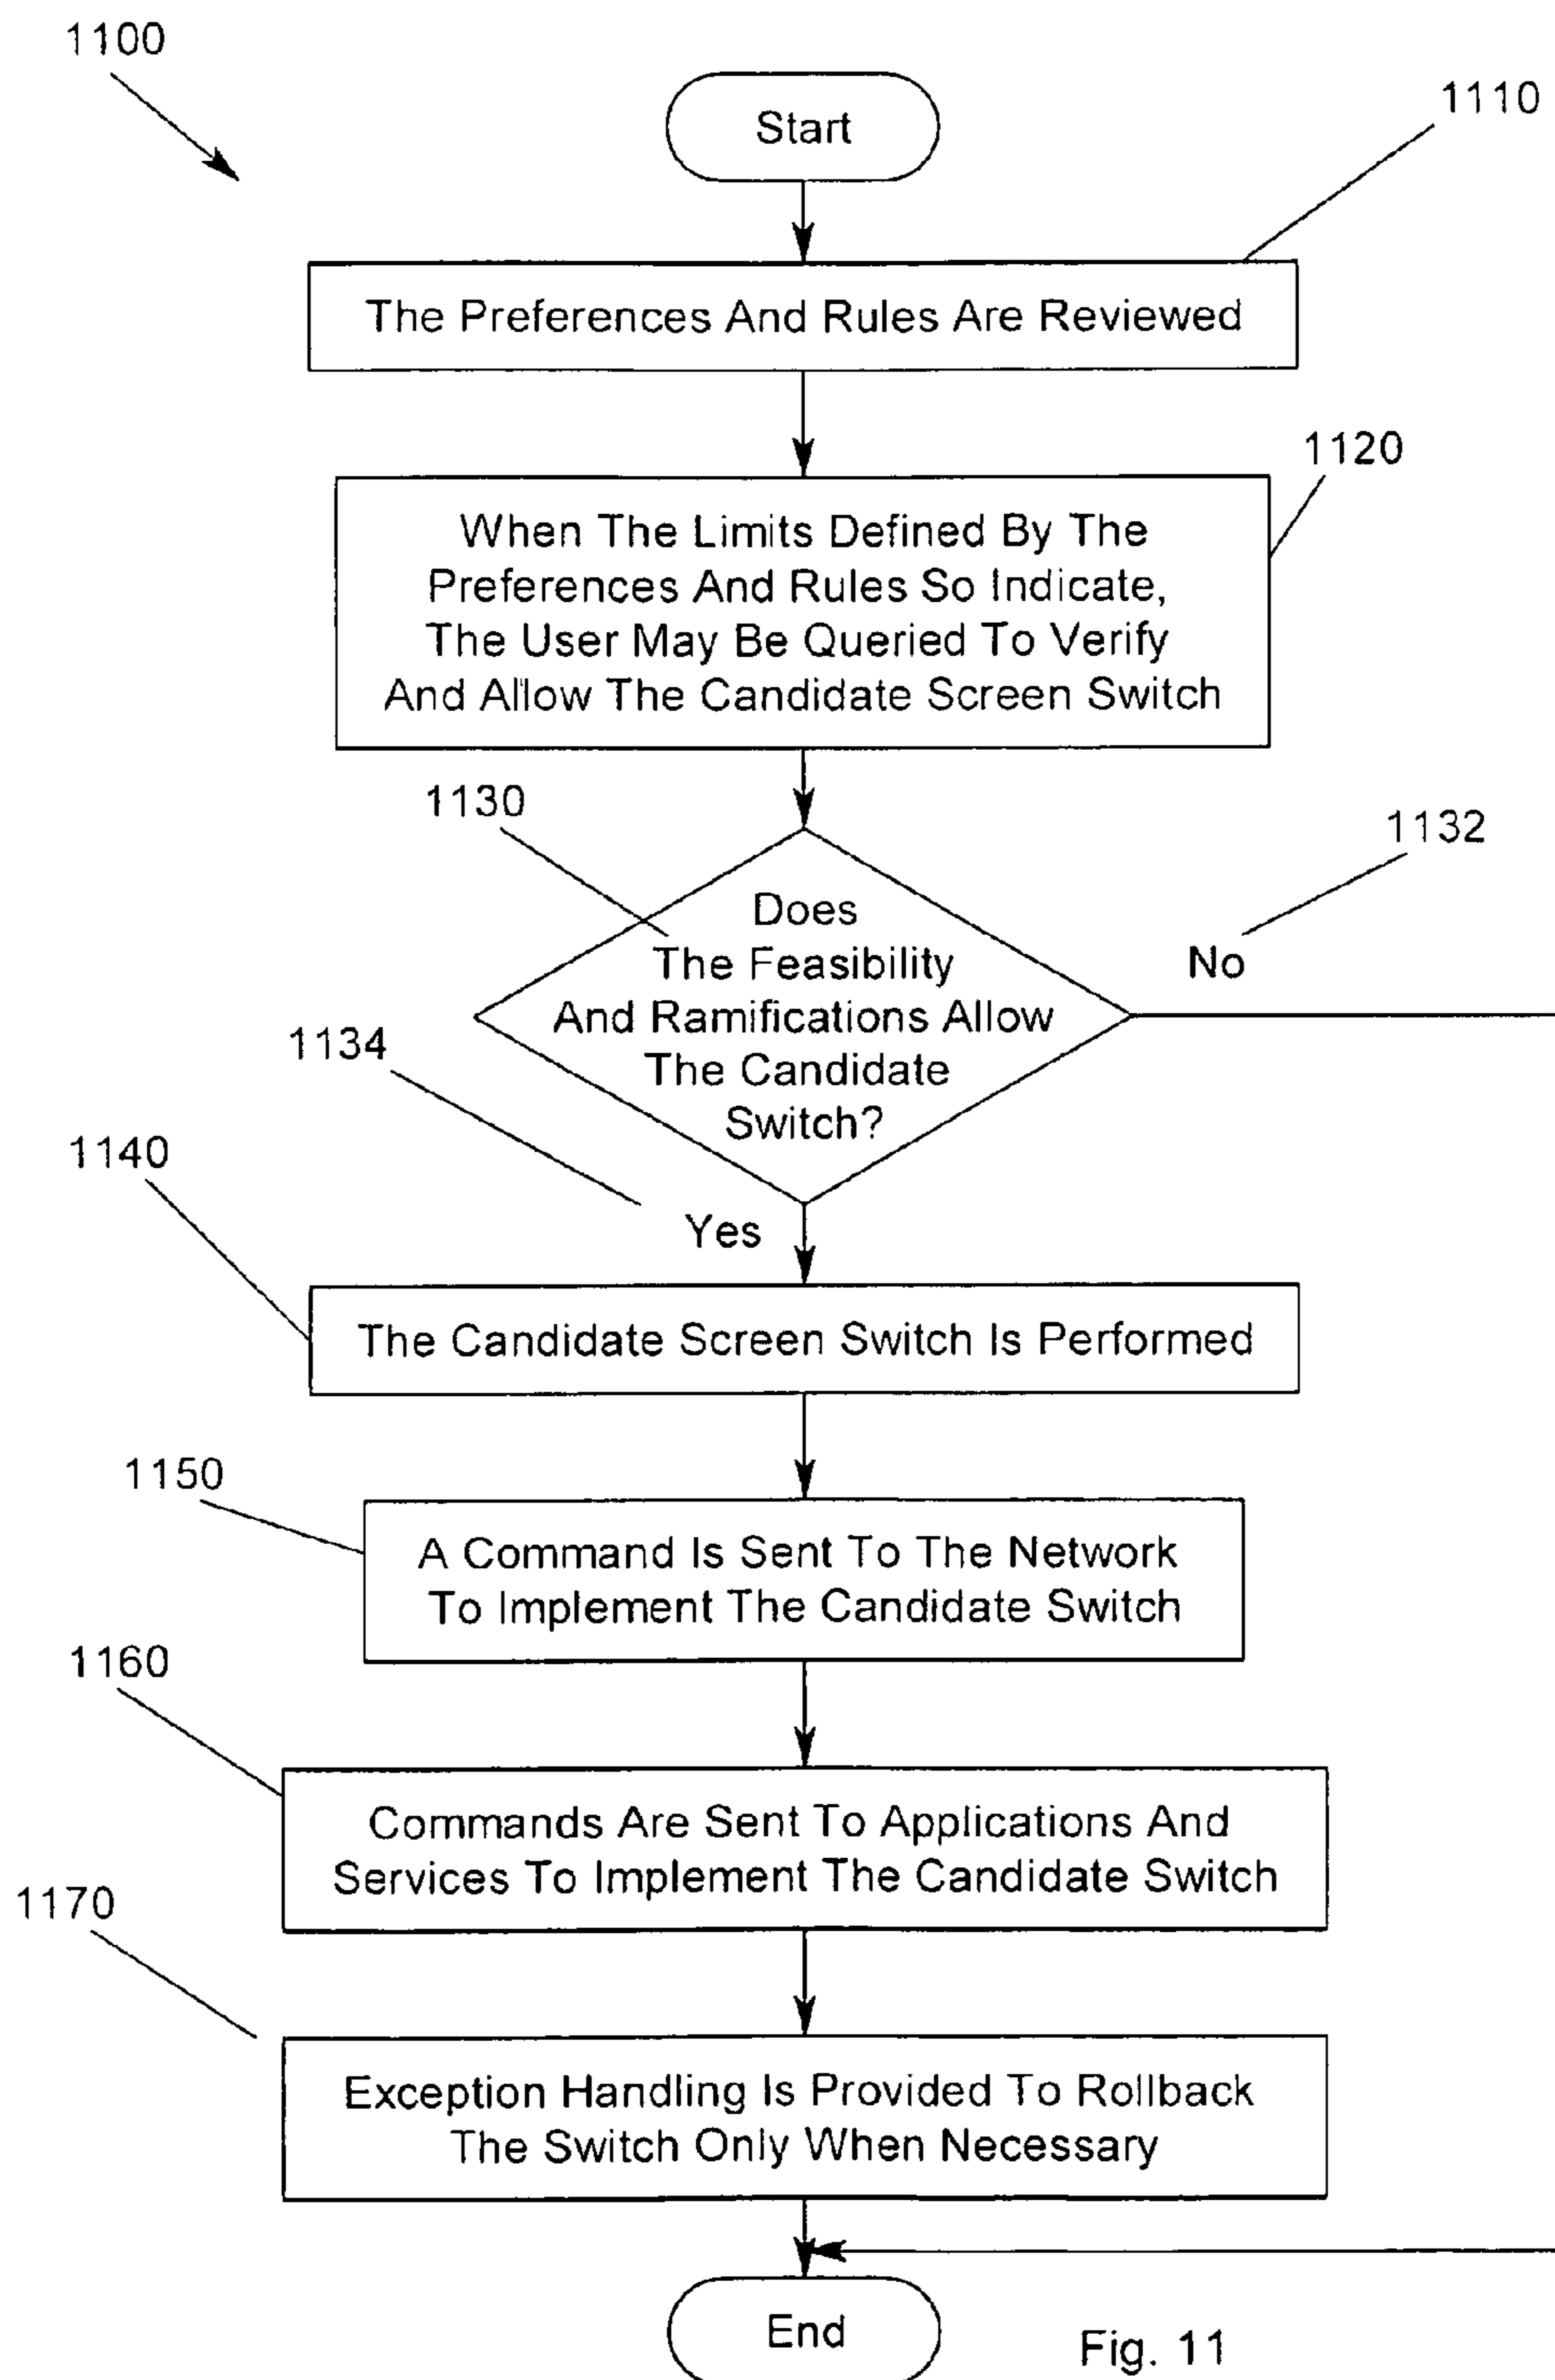 1100
Start
1110
The Preferences And Rules Are Reviewed
1120
When The Limits Defined By The
Preferences And Rules So Indicate,
The User May Be Queried To Verify
And Allow The Candidate Screen Switch
1130
1132
Does
The Feasibility
And Ramifications Allow
The Candidate
Switch?
No
1134
Yes
1140
The Candidate Screen Switch Is Performed
1150
A Command Is Sent To The Network
To Implement The Candidate Switch
1160
Commands Are Sent To Applications And
Services To Implement The Candidate Switch
1170
Exception Handling Is Provided To Rollback
The Switch Only When Necessary
End
Fig. 11